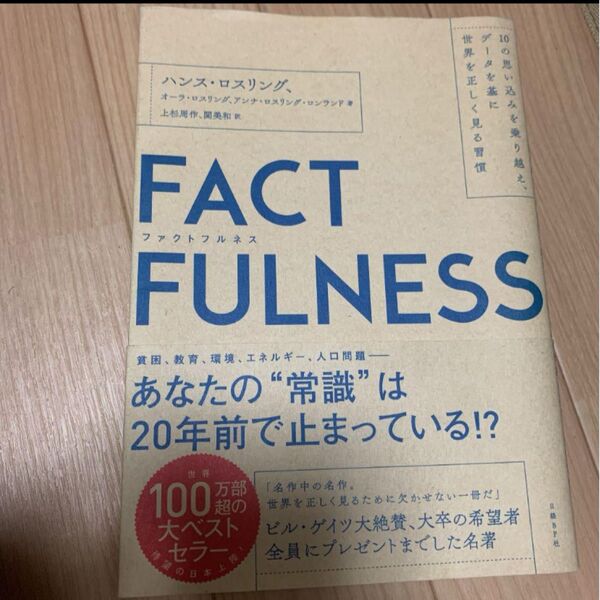 10の思い込みを乗り越え、
データを基に
世界を正しく見る習慣
ハンス・ロスリング、
オーラ・ロスリング、アンナ・ロスリング・ロンランド 著
上杉周作、関美和 訳
FACT
ファクトフルネス
FULNESS
貧困、教育、環境、エネルギー、人口問題――
あなたの“常識”は
20年前で止まっている!?
世界
100万部
超の
大ベスト
セラー
待望の日本上陸!
「名作中の名作。
世界を正しく見るために欠かせない一冊だ」
ビル・ゲイツ大絶賛、大卒の希望者
全員にプレゼントまでした名著
日経BP社